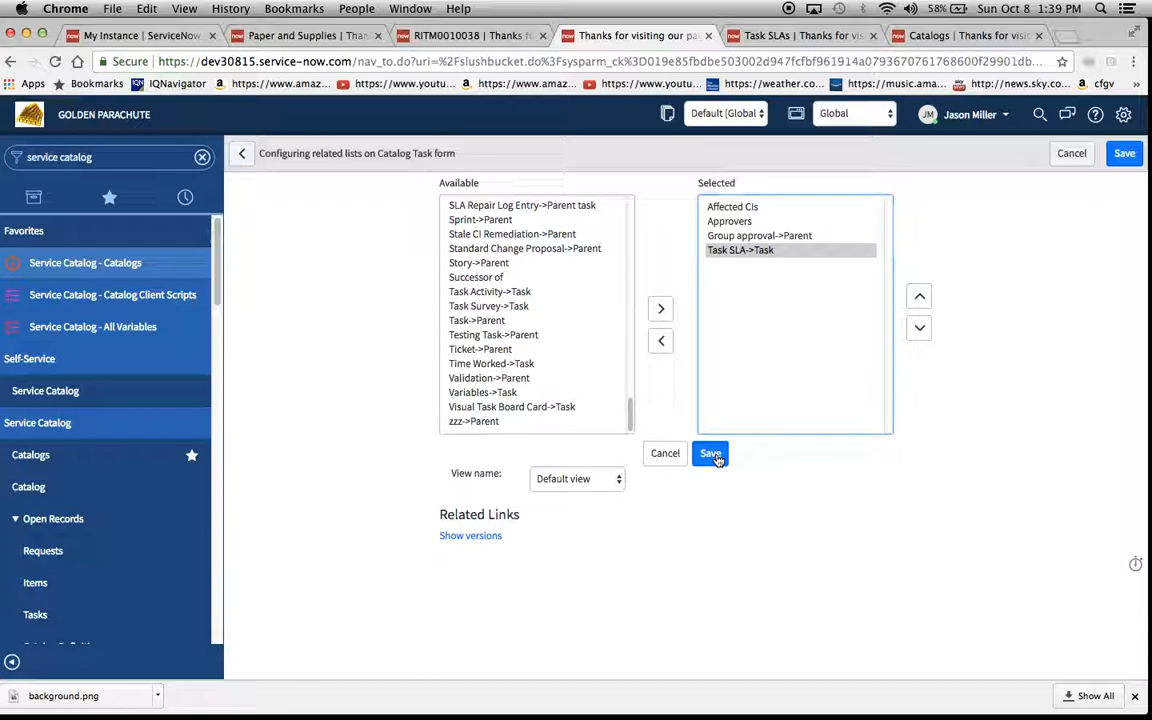 Chrome File Edit View History Bookmarks People Window Help 58% Sun Oct 8 1:39 PM
My Instance | ServiceNow Paper and Supplies | Than RITM0010038 | Thanks f Thanks for visiting our pa Task SLAs | Thanks for vis Catalogs | Thanks for visit
Secure https://dev30815.service-now.com/nav_to.do?uri=%2Fslushbucket.do%3Fsysparm_ck%3D019e85fbdbe503002d947fcfbf961914a0793670761768600f29901db...
Apps Bookmarks IQNavigator https://www.amaz... https://www.youtu... https://www.youtu... https://www.amaz... https://weather.co... https://music.ama... http://news.sky.co... cfgv »
GOLDEN PARACHUTE Default [Global Global JM Jason Miller
service catalog
Configuring related lists on Catalog Task form Cancel Save
Favorites
Service Catalog - Catalogs
Service Catalog - Catalog Client Scripts
Service Catalog - All Variables
Self-Service
Service Catalog
Service Catalog
Catalogs
Catalog
Open Records
Requests
Items
Tasks
Available
SLA Repair Log Entry->Parent task
Sprint->Parent
Stale CI Remediation->Parent
Standard Change Proposal->Parent
Story->Parent
Successor of
Task Activity->Task
Task Survey->Task
Task->Parent
Testing Task->Parent
Ticket->Parent
Time Worked->Task
Validation->Parent
Variables->Task
Visual Task Board Card->Task
zzz->Parent
Selected
Affected CIs
Approvers
Group approval->Parent
Task SLA->Task
Cancel Save
View name: Default view
Related Links
Show versions
background.png Show All